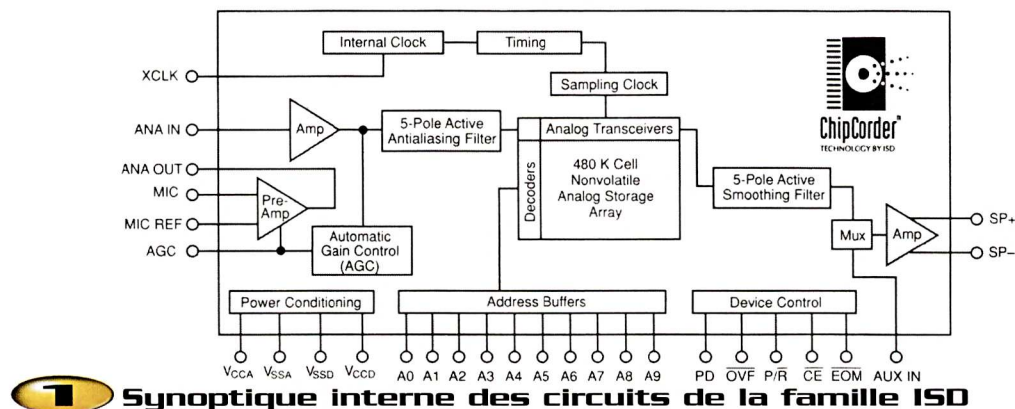 Internal Clock
Timing
XCLK
Sampling Clock
ChipCorder®
TECHNOLOGY BY ISD
ANA IN
Amp
5-Pole Active
Antialiasing Filter
Analog Transceivers
Decoders
480 K Cell
Nonvolatile
Analog Storage
Array
ANA OUT
MIC
Pre-
Amp
MIC REF
AGC
Automatic
Gain Control
(AGC)
5-Pole Active
Smoothing Filter
Mux
Amp
SP+
SP–
Power Conditioning
Address Buffers
Device Control
VCCA VSSA VSSD VCCD A0 A1 A2 A3 A4 A5 A6 A7 A8 A9 PD O̅V̅F̅ P/R̅ C̅E̅ E̅O̅M̅ AUX IN
1 Synoptique interne des circuits de la famille ISD